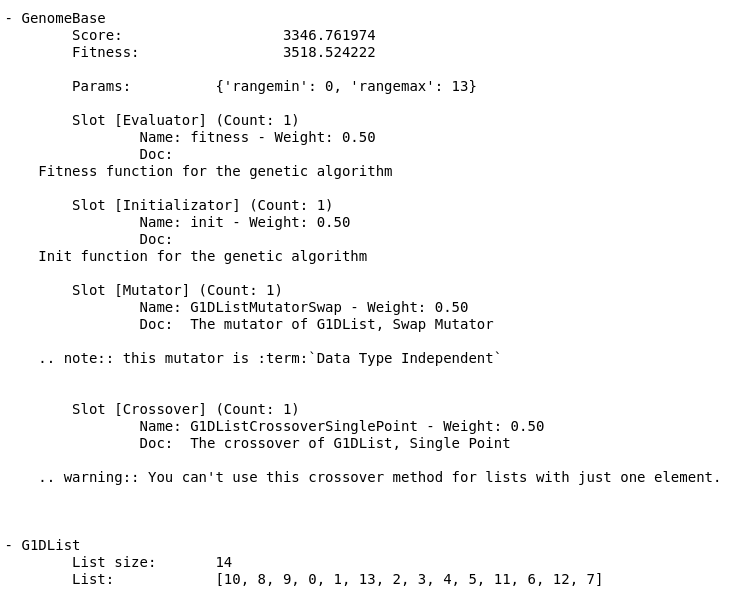 - GenomeBase
Score: 3346.761974
Fitness: 3518.524222
Params: {'rangemin': 0, 'rangemax': 13}
Slot [Evaluator] (Count: 1)
Name: fitness - Weight: 0.50
Doc:
Fitness function for the genetic algorithm
Slot [Initializator] (Count: 1)
Name: init - Weight: 0.50
Doc:
Init function for the genetic algorithm
Slot [Mutator] (Count: 1)
Name: G1DListMutatorSwap - Weight: 0.50
Doc:  The mutator of G1DList, Swap Mutator
.. note:: this mutator is :term:`Data Type Independent`
Slot [Crossover] (Count: 1)
Name: G1DListCrossoverSinglePoint - Weight: 0.50
Doc:  The crossover of G1DList, Single Point
.. warning:: You can't use this crossover method for lists with just one element.
- G1DList
List size: 14
List: [10, 8, 9, 0, 1, 13, 2, 3, 4, 5, 11, 6, 12, 7]